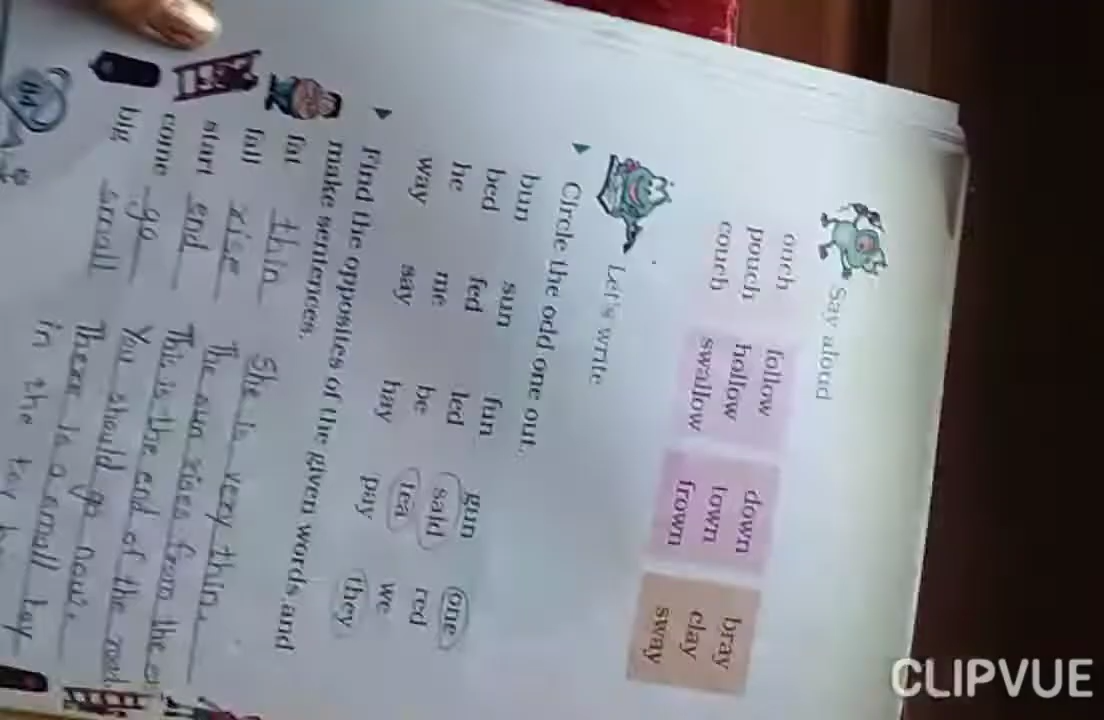 Say aloud
ouch follow down bray
pouch hollow town clay
couch swallow frown sway
Let's write
Circle the odd one out.
bun sun fun gun one
bed fed led said red
he me be tea we
way say hay pay they
Find the opposites of the given words and
make sentences.
fat thin She is very thin.
fall rise The sun rises from the
start end This is the end of the road.
come go You should go now.
big small There is a small boy
in the
CLIPVUE